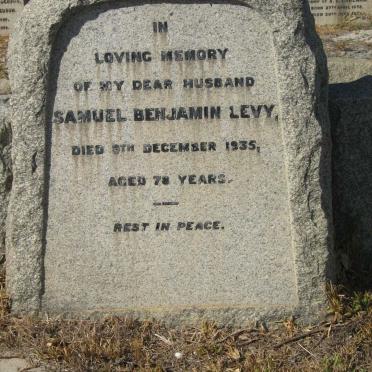 IN
LOVING MEMORY
OF MY DEAR HUSBAND
SAMUEL BENJAMIN LEVY,
DIED 9TH DECEMBER 1935,
AGED 78 YEARS.
REST IN PEACE.